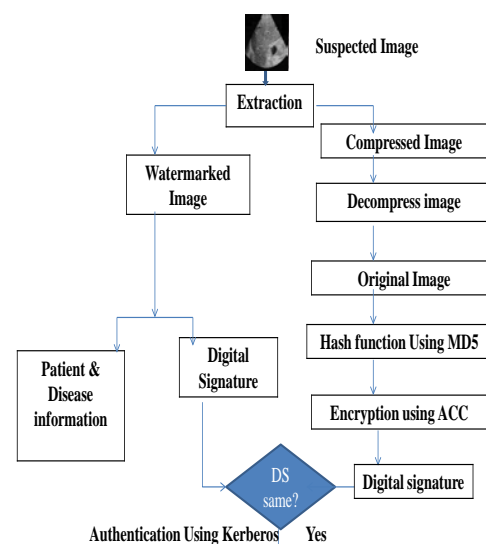 Suspected Image
Extraction
Compressed Image
Watermarked
Image
Decompress image
Original Image
Hash function Using MD5
Patient &
Disease
information
Digital
Signature
Encryption using ACC
DS
same?
Digital signature
Authentication Using Kerberos Yes